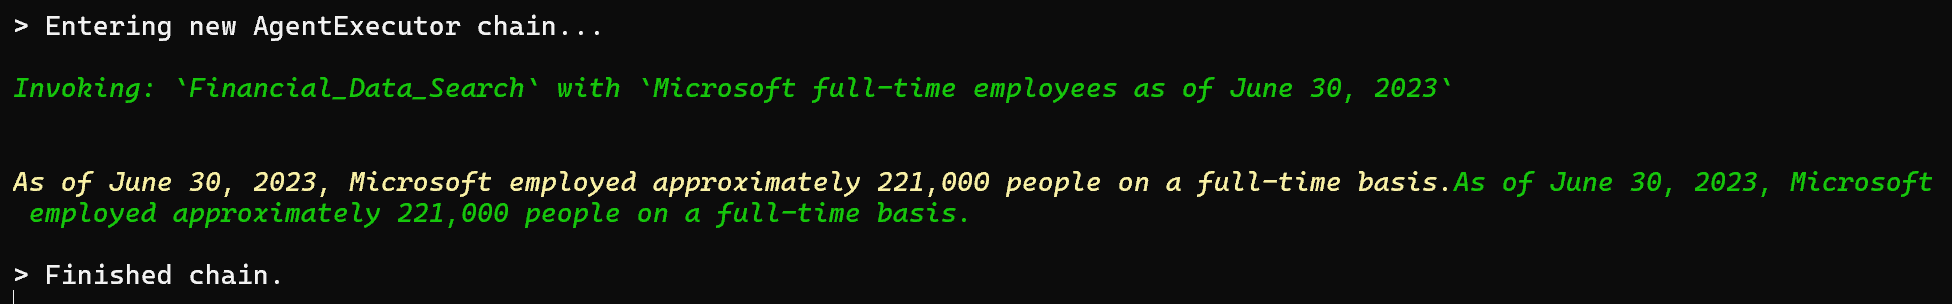 > Entering new AgentExecutor chain...
Invoking: `Financial_Data_Search` with `Microsoft full-time employees as of June 30, 2023`
As of June 30, 2023, Microsoft employed approximately 221,000 people on a full-time basis.As of June 30, 2023, Microsoft
employed approximately 221,000 people on a full-time basis.
> Finished chain.